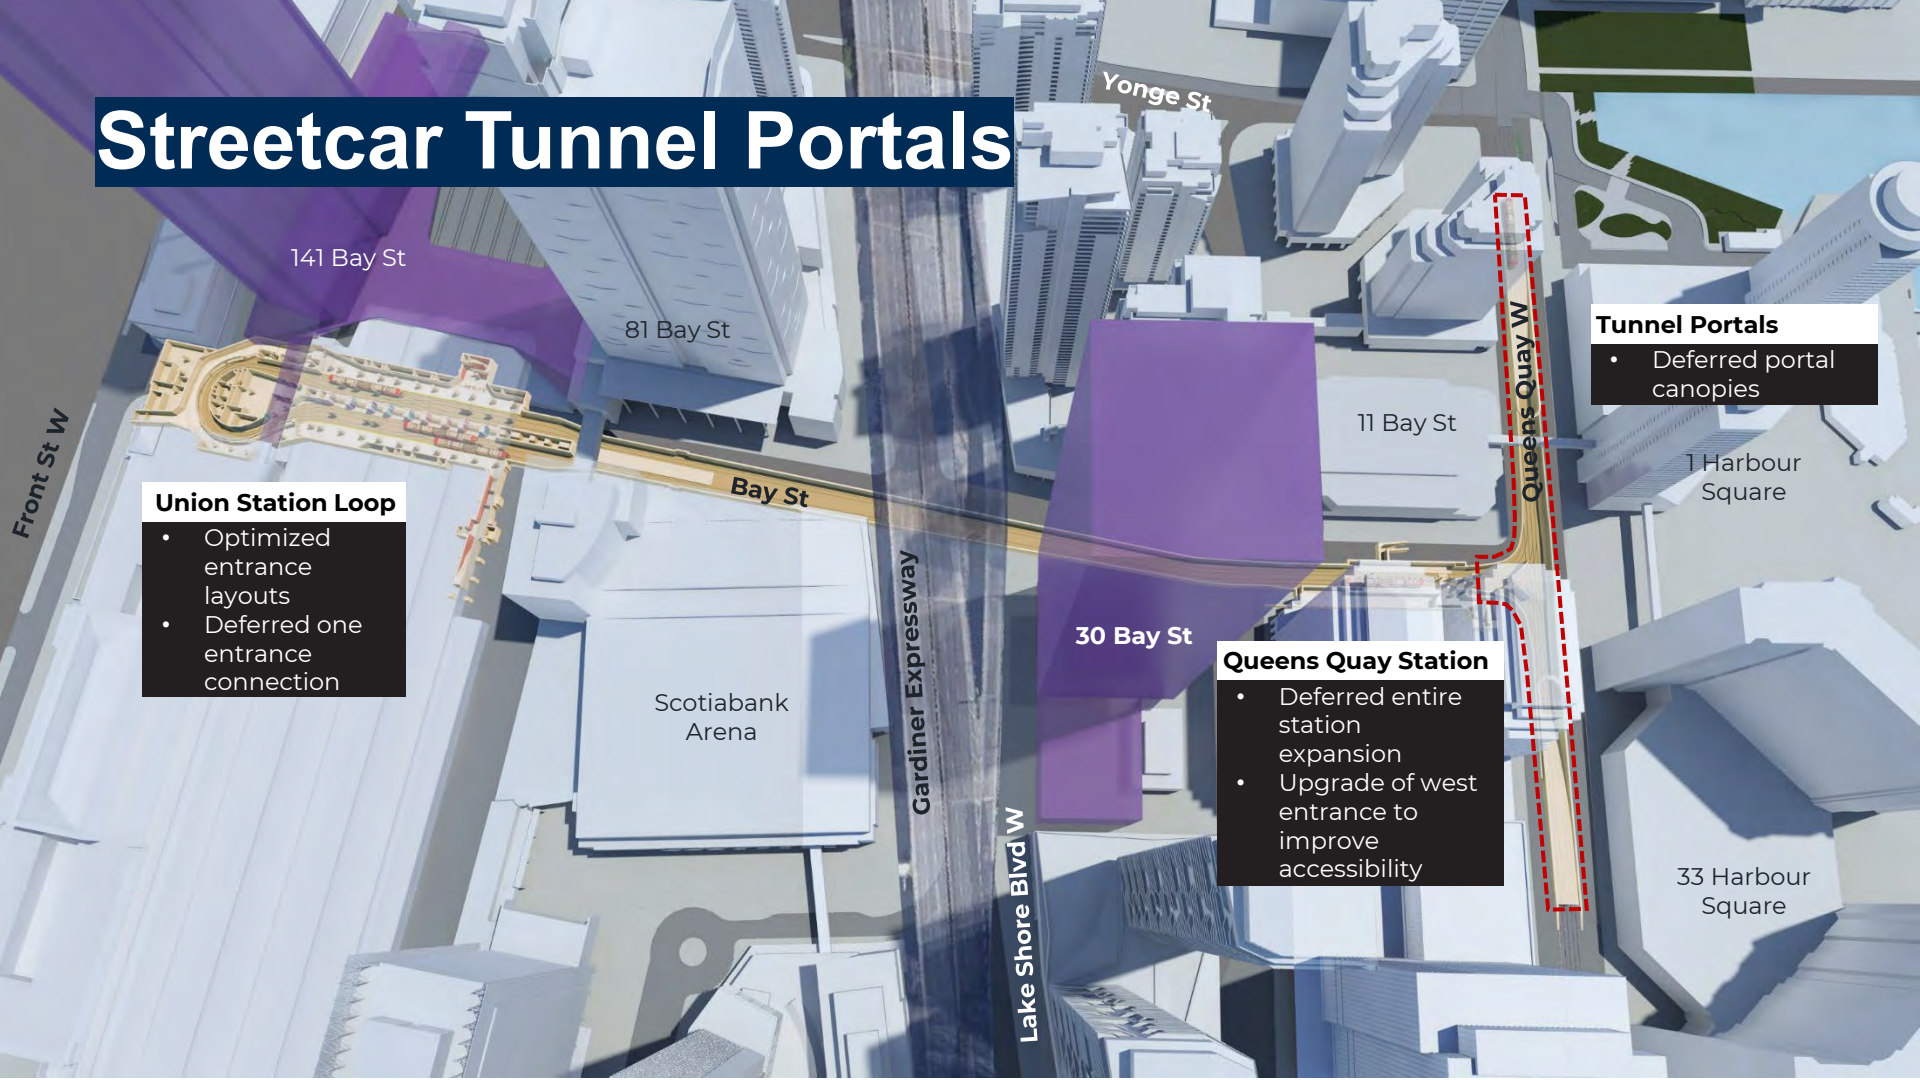 Yonge St
Streetcar Tunnel Portals
141 Bay St
81 Bay St
Tunnel Portals
• Deferred portal
canopies
Queens Quay W
11 Bay St
1 Harbour
Square
Front St W
Bay St
Union Station Loop
• Optimized
entrance
layouts
• Deferred one
entrance
connection
Gardiner Expressway
30 Bay St
Scotiabank
Arena
Queens Quay Station
• Deferred entire
station
expansion
• Upgrade of west
entrance to
improve
accessibility
Lake Shore Blvd W
33 Harbour
Square